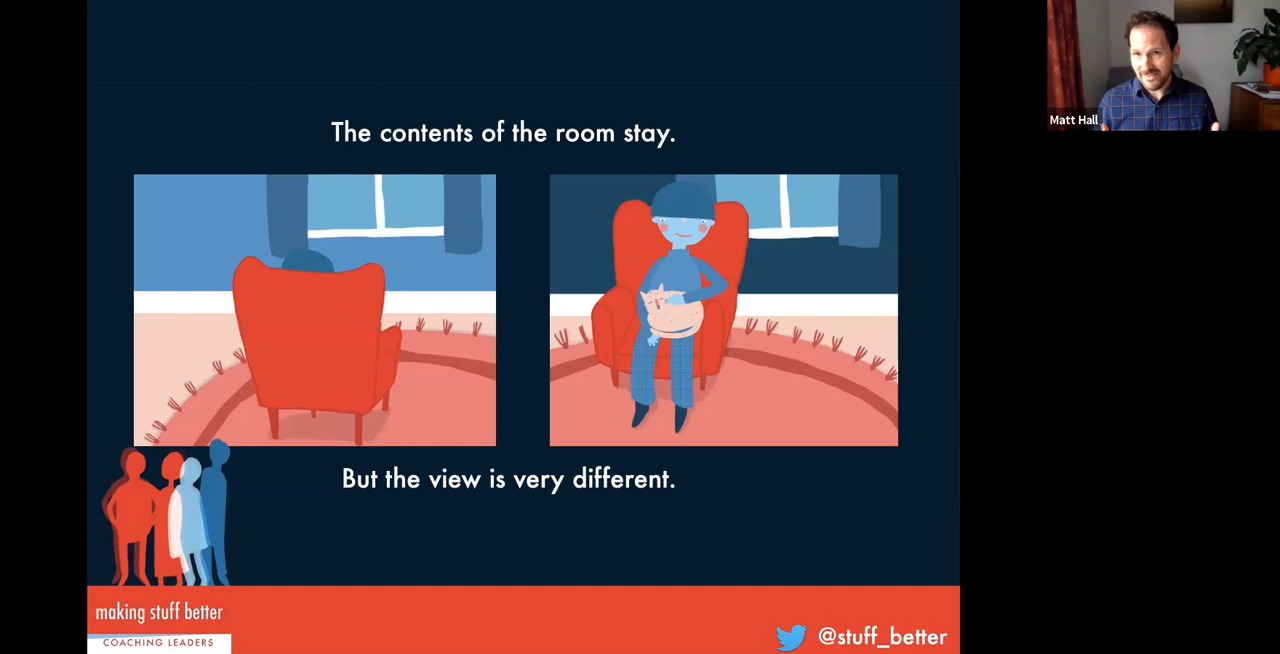 The contents of the room stay.
Matt Hall
But the view is very different.
making stuff better
COACHING LEADERS
@stuff_better